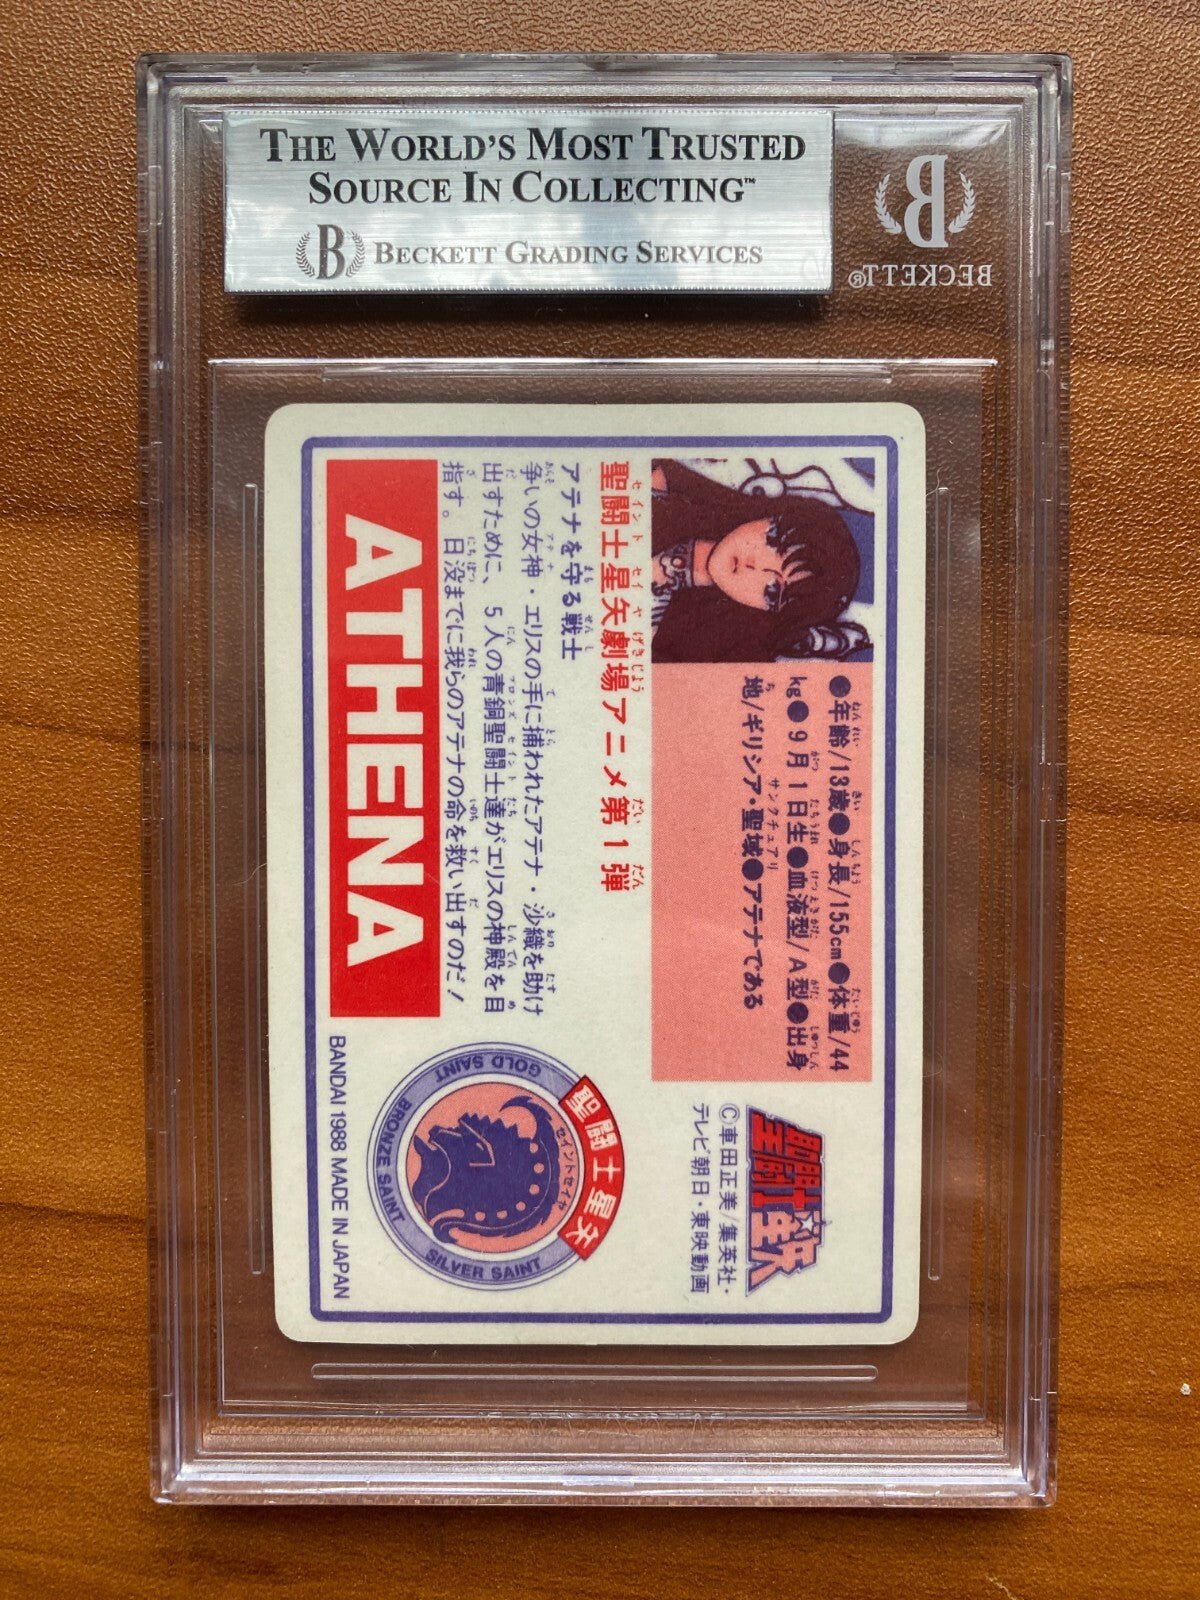 THE WORLD'S MOST TRUSTED
SOURCE IN COLLECTING™
B BECKETT GRADING SERVICES
B
BECKETT®
●年齢/13歳●身長/155cm●体重/44
kg●9月1日生●血液型/A型●出身
地/ギリシア・聖域●アテナである
聖闘士星矢
©車田正美/集英社・
テレビ朝日・東映動画
聖闘士星矢劇場アニメ第1弾
アテナを守る戦士
争いの女神・エリスの手に捕われたアテナ・沙織を助け
出すために、5人の青銅聖闘士達がエリスの神殿を目
指す。日没までに我らのアテナの命を救い出すのだ!
ATHENA
聖闘士星矢
セイントセイヤ
GOLD SAINT
BRONZE SAINT
SILVER SAINT
BANDAI 1988 MADE IN JAPAN